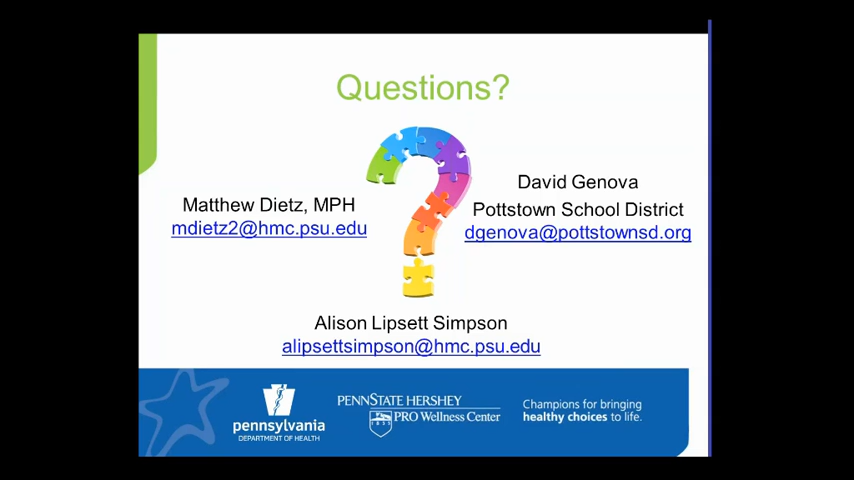 Questions?
Matthew Dietz, MPH
mdietz2@hmc.psu.edu
David Genova
Pottstown School District
dgenova@pottstownsd.org
Alison Lipsett Simpson
alipsettsimpson@hmc.psu.edu
pennsylvania
DEPARTMENT OF HEALTH
PENNSTATE HERSHEY
PRO Wellness Center
1855
Champions for bringing
healthy choices to life.